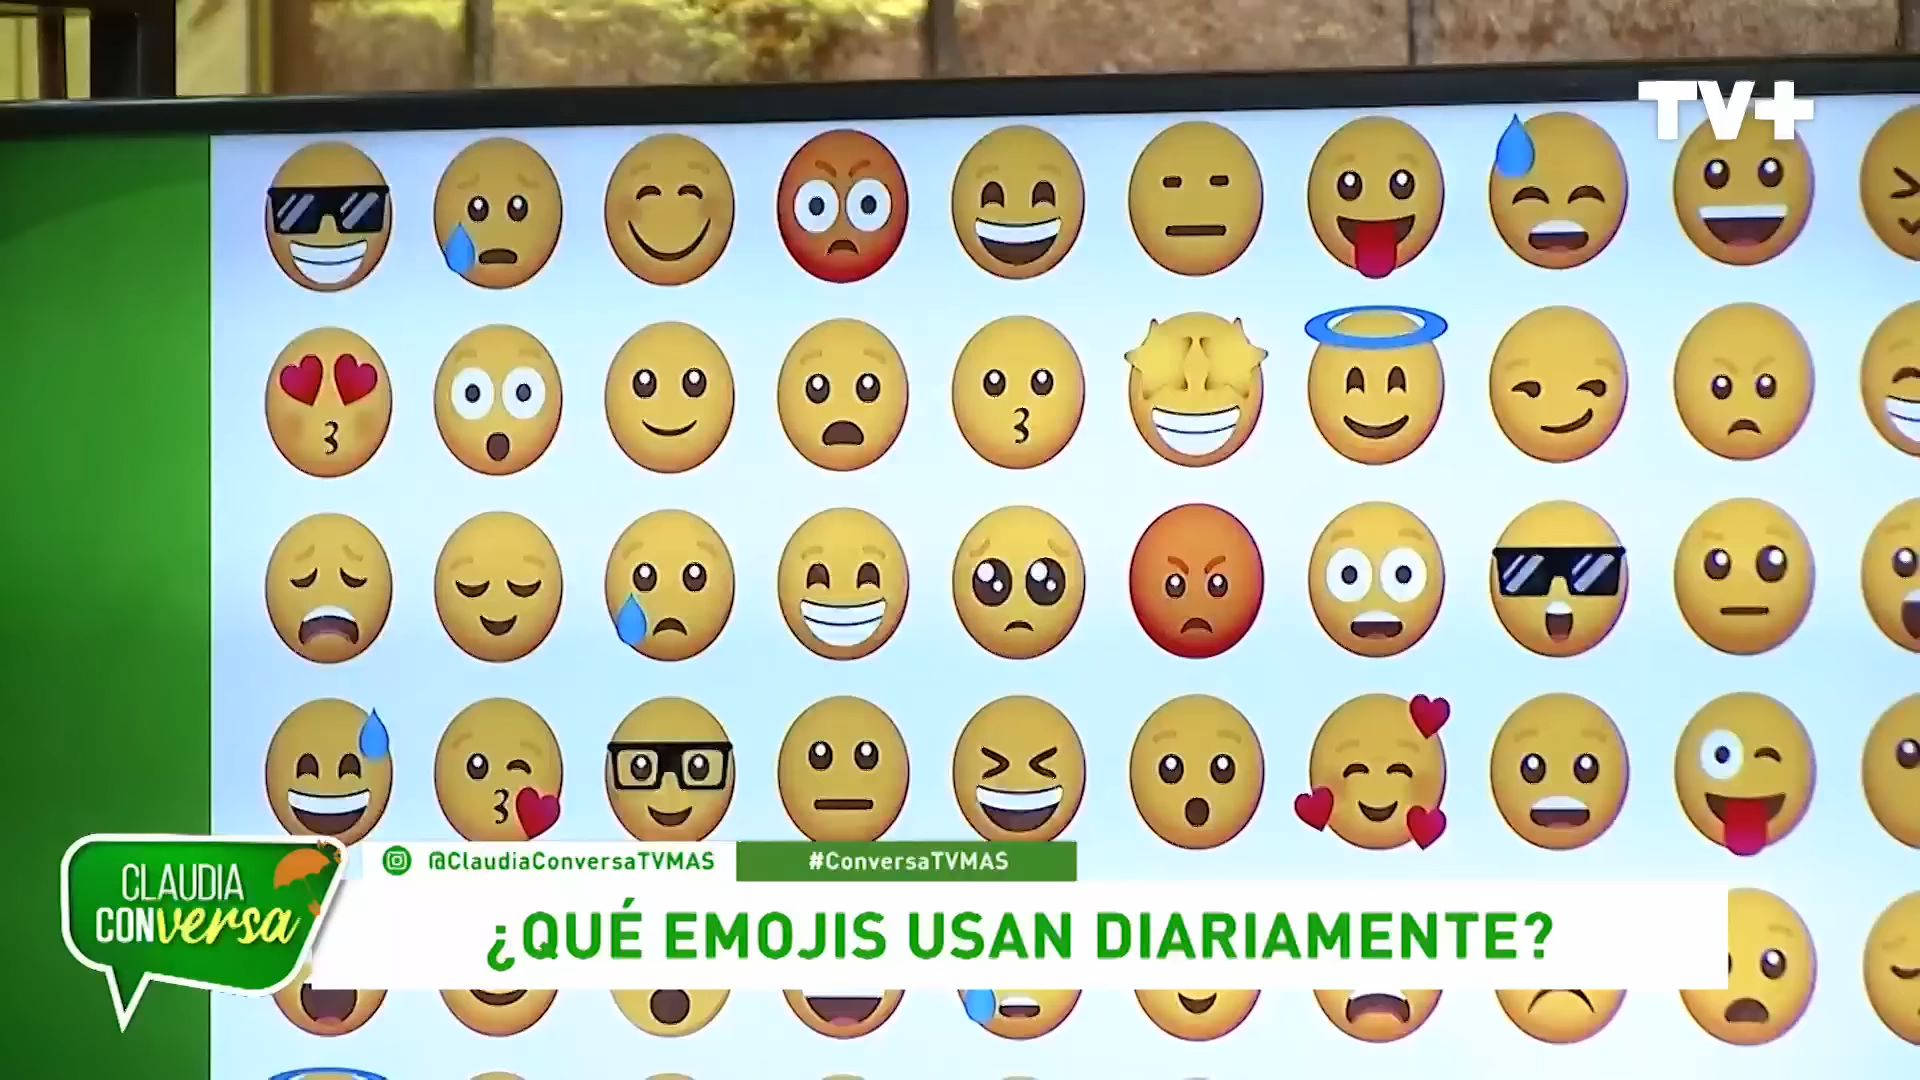 TV+
@ClaudiaConversaTVMAS
#ConversaTVMAS
CLAUDIA
CONversa
¿QUÉ EMOJIS USAN DIARIAMENTE?